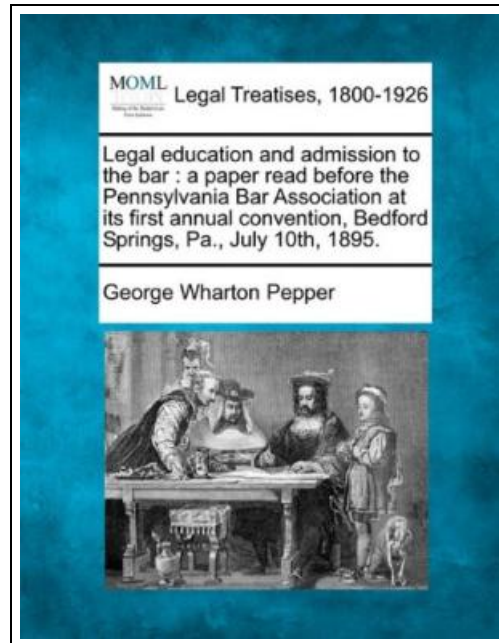 MOML
Legal Treatises, 1800-1926
Legal education and admission to
the bar : a paper read before the
Pennsylvania Bar Association at
its first annual convention, Bedford
Springs, Pa., July 10th, 1895.
George Wharton Pepper